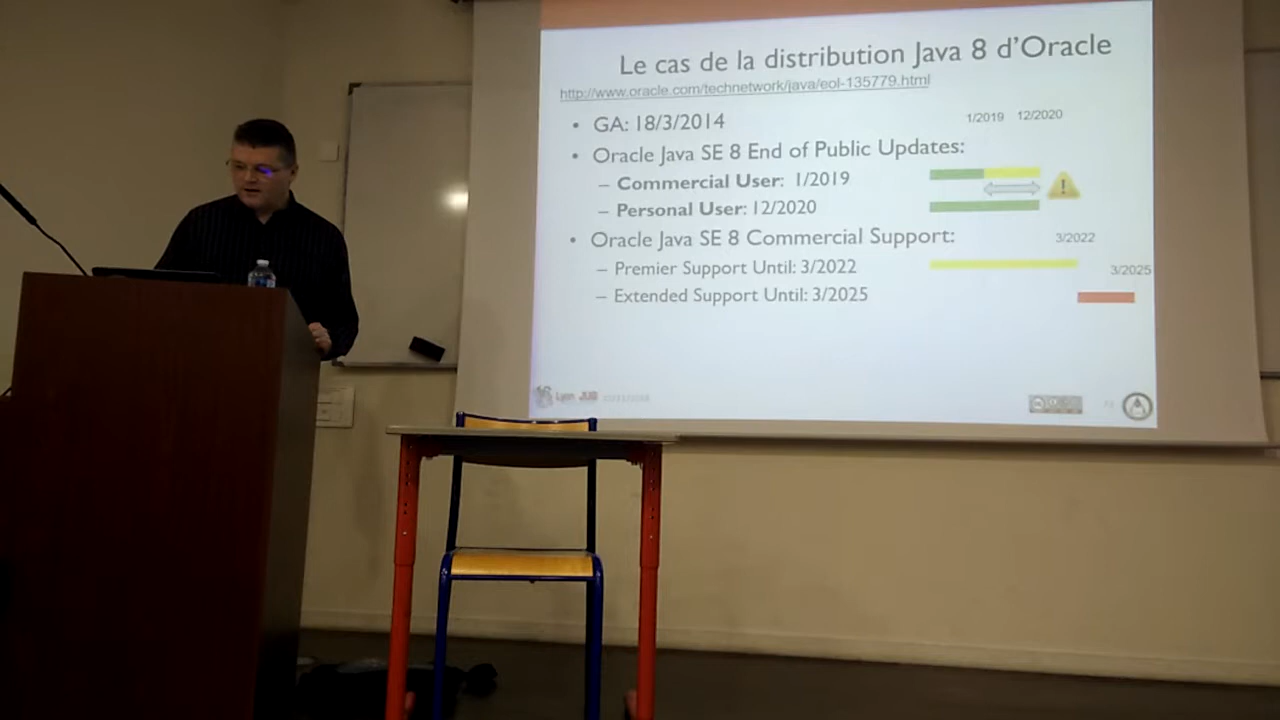 Le cas de la distribution Java 8 d'Oracle
http://www.oracle.com/technetwork/java/eol-135779.html
• GA: 18/3/2014
1/2019 12/2020
• Oracle Java SE 8 End of Public Updates:
– Commercial User: 1/2019
– Personal User: 12/2020
• Oracle Java SE 8 Commercial Support:
3/2022
– Premier Support Until: 3/2022
3/2025
– Extended Support Until: 3/2025
Lyon JUG